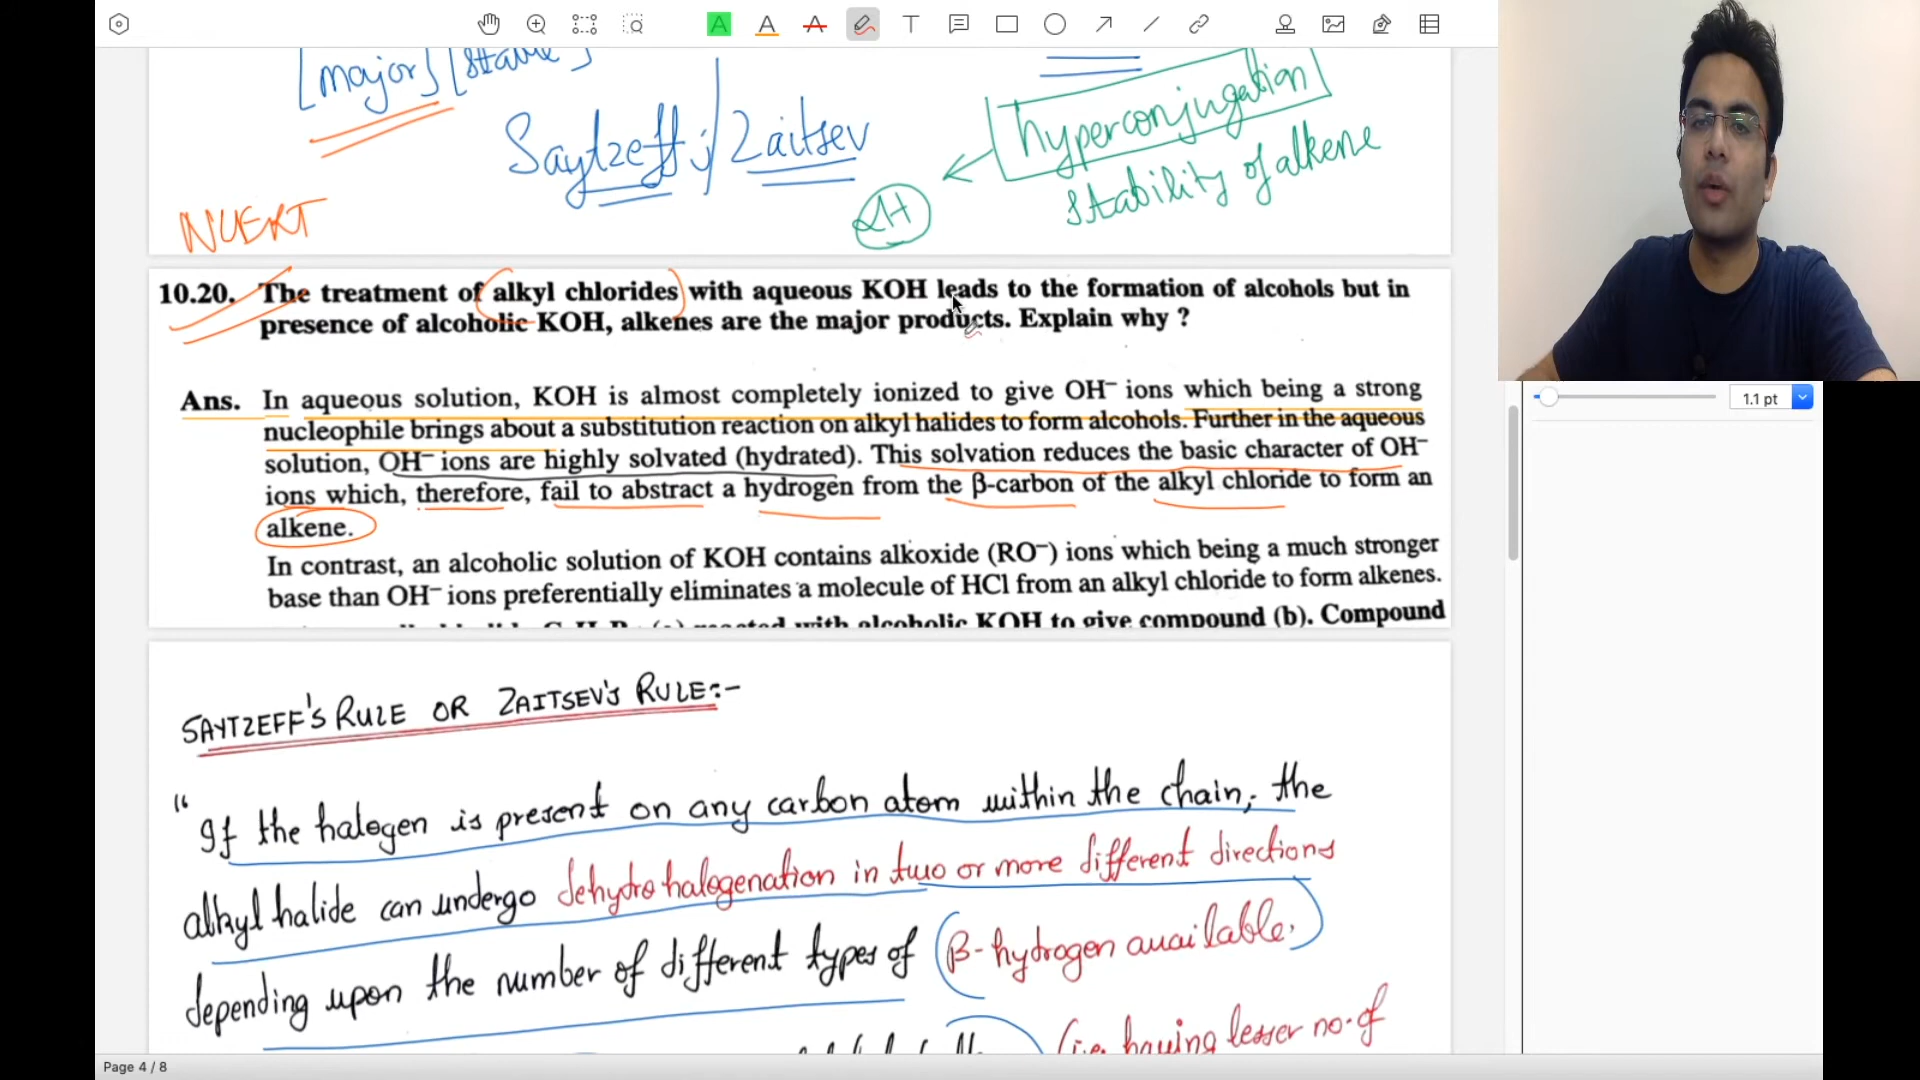 [major] [stable]
Saytzeff ; / Zaitsev
hyperconjugation
stability of alkene
αH
NCERT
10.20. The treatment of alkyl chlorides with aqueous KOH leads to the formation of alcohols but in
presence of alcoholic KOH, alkenes are the major products. Explain why ?
Ans. In aqueous solution, KOH is almost completely ionized to give OH⁻ ions which being a strong
nucleophile brings about a substitution reaction on alkyl halides to form alcohols. Further in the aqueous
solution, OH⁻ ions are highly solvated (hydrated). This solvation reduces the basic character of OH⁻
ions which, therefore, fail to abstract a hydrogen from the β-carbon of the alkyl chloride to form an
alkene.
In contrast, an alcoholic solution of KOH contains alkoxide (RO⁻) ions which being a much stronger
base than OH⁻ ions preferentially eliminates a molecule of HCl from an alkyl chloride to form alkenes.
with alcoholic KOH to give compound (b). Compound
SAYTZEFF'S RULE OR ZAITSEV'S RULE:-
"If the halogen is present on any carbon atom within the chain, the
alkyl halide can undergo dehydrohalogenation in two or more different directions
depending upon the number of different types of (β-hydrogen available.
(i.e. having lesser no. of
1.1 pt
Page 4 / 8